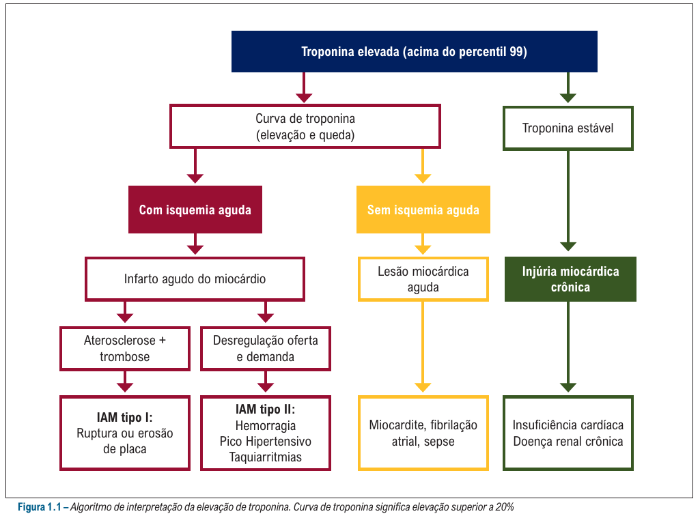 Troponina elevada (acima do percentil 99)
Curva de troponina
(elevação e queda)
Troponina estável
Com isquemia aguda
Sem isquemia aguda
Infarto agudo do miocárdio
Lesão miocárdica
aguda
Injúria miocárdica
crônica
Aterosclerose +
trombose
Desregulação oferta
e demanda
IAM tipo I:
Ruptura ou erosão
de placa
IAM tipo II:
Hemorragia
Pico Hipertensivo
Taquiarritmias
Miocardite, fibrilação
atrial, sepse
Insuficiência cardíaca
Doença renal crônica
Figura 1.1 – Algoritmo de interpretação da elevação de troponina. Curva de troponina significa elevação superior a 20%